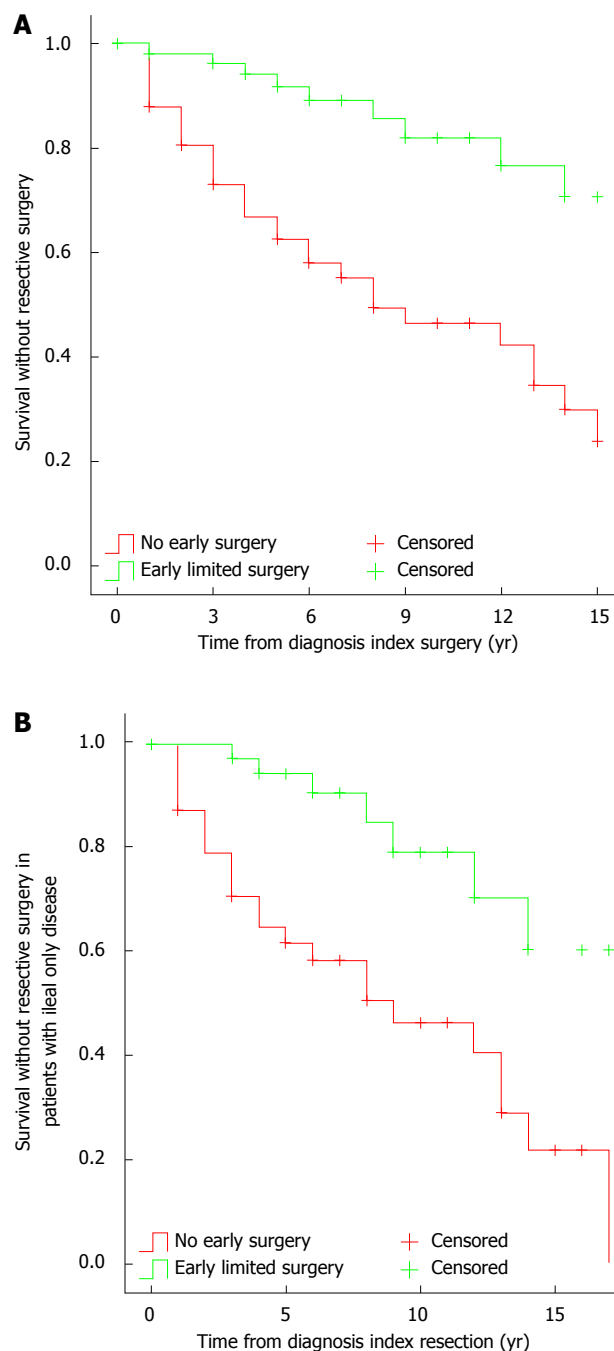 A
1.0
0.8
0.6
0.4
0.2
0.0
Survival without resective surgery
No early surgery
Censored
Early limited surgery
Censored
0 3 6 9 12 15
Time from diagnosis index surgery (yr)
B
1.0
0.8
0.6
0.4
0.2
0.0
Survival without resective surgery in
patients with ileal only disease
No early surgery
Censored
Early limited surgery
Censored
0 5 10 15
Time from diagnosis index resection (yr)